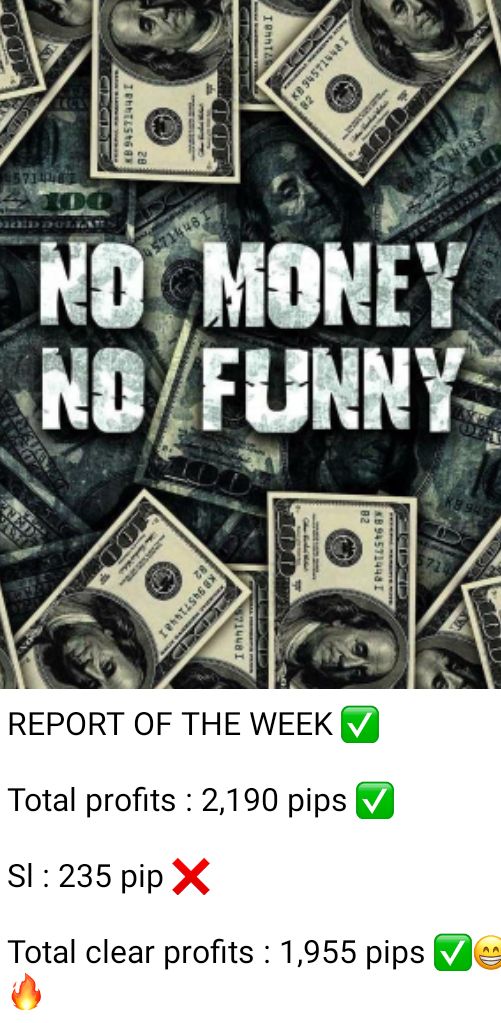 NO MONEY
NO FUNNY
REPORT OF THE WEEK ✅
Total profits : 2,190 pips ✅
Sl : 235 pip ❌
Total clear profits : 1,955 pips ✅😁
🔥